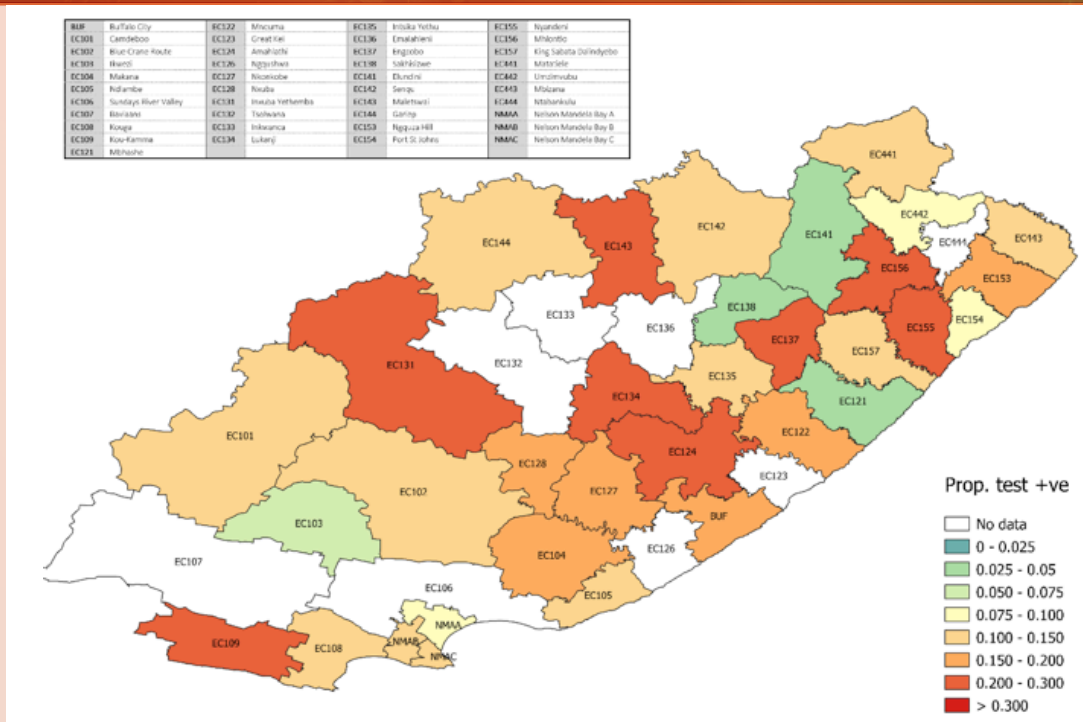 BUF Buffalo City EC122 Mncuma EC135 Intsika Yethu EC155 Nyandeni
EC101 Camdeboo EC123 Great Kei EC136 Emalahleni EC156 Mhlontlo
EC102 Blue Crane Route EC124 Amahlathi EC137 Engcobo EC157 King Sabata Dalindyebo
EC103 Ikwezi EC126 Ngqushwa EC138 Sakhisizwe EC441 Matatiele
EC104 Makana EC127 Nkonkobe EC141 Elundini EC442 Umzimvubu
EC105 Ndlambe EC128 Nxuba EC142 Senqu EC443 Mbizana
EC106 Sundays River Valley EC131 Inxuba Yethemba EC143 Maletswai EC444 Ntabankulu
EC107 Baviaans EC132 Tsolwana EC144 Gariep NMAA Nelson Mandela Bay A
EC108 Kouga EC133 Inkwanca EC153 Ngquza Hill NMAB Nelson Mandela Bay B
EC109 Kou-Kamma EC134 Lukanji EC154 Port St Johns NMAC Nelson Mandela Bay C
EC121 Mbhashe
EC441
EC442
EC142
EC141
EC444
EC443
EC144
EC143
EC156
EC153
EC138
EC133
EC136
EC154
EC155
EC137
EC157
EC132
EC131
EC135
EC134
EC121
EC101
EC122
EC124
EC128
EC123
EC102
EC127
BUF
EC103
EC104
EC126
EC107
EC106
EC105
NMAA
NMAB
EC109
EC108
NMAC
Prop. test +ve
No data
0 - 0.025
0.025 - 0.05
0.050 - 0.075
0.075 - 0.100
0.100 - 0.150
0.150 - 0.200
0.200 - 0.300
> 0.300